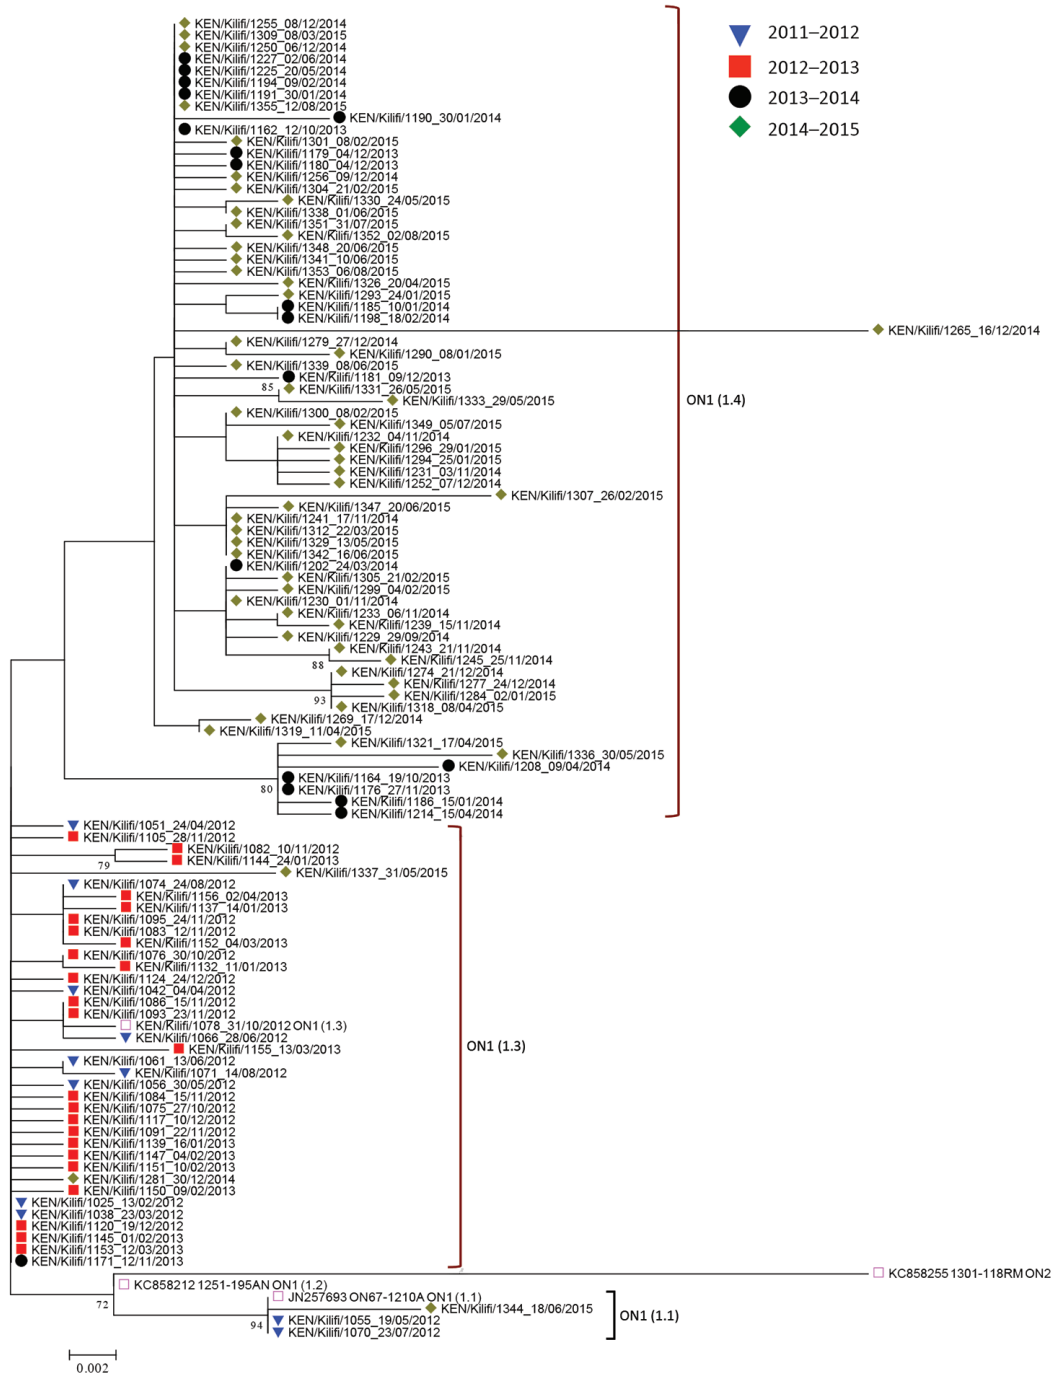 KEN/Kilifi/1255_08/12/2014
KEN/Kilifi/1309_08/03/2015
KEN/Kilifi/1250_06/12/2014
KEN/Kilifi/1227_02/06/2014
KEN/Kilifi/1225_20/05/2014
KEN/Kilifi/1194_09/02/2014
KEN/Kilifi/1191_30/01/2014
KEN/Kilifi/1355_12/08/2015
KEN/Kilifi/1190_30/01/2014
KEN/Kilifi/1162_12/10/2013
KEN/Kilifi/1301_08/02/2015
KEN/Kilifi/1179_04/12/2013
KEN/Kilifi/1180_04/12/2013
KEN/Kilifi/1256_09/12/2014
KEN/Kilifi/1304_21/02/2015
KEN/Kilifi/1330_24/05/2015
KEN/Kilifi/1338_01/06/2015
KEN/Kilifi/1351_31/07/2015
KEN/Kilifi/1352_02/08/2015
KEN/Kilifi/1348_20/06/2015
KEN/Kilifi/1341_10/06/2015
KEN/Kilifi/1353_06/08/2015
KEN/Kilifi/1326_20/04/2015
KEN/Kilifi/1293_24/01/2015
KEN/Kilifi/1185_10/01/2014
KEN/Kilifi/1198_18/02/2014
KEN/Kilifi/1265_16/12/2014
KEN/Kilifi/1279_27/12/2014
KEN/Kilifi/1290_08/01/2015
KEN/Kilifi/1339_08/06/2015
KEN/Kilifi/1181_09/12/2013
85
KEN/Kilifi/1331_26/05/2015
KEN/Kilifi/1333_29/05/2015
KEN/Kilifi/1300_08/02/2015
KEN/Kilifi/1349_05/07/2015
KEN/Kilifi/1232_04/11/2014
KEN/Kilifi/1296_29/01/2015
KEN/Kilifi/1294_25/01/2015
KEN/Kilifi/1231_03/11/2014
KEN/Kilifi/1252_07/12/2014
KEN/Kilifi/1307_26/02/2015
KEN/Kilifi/1347_20/06/2015
KEN/Kilifi/1241_17/11/2014
KEN/Kilifi/1312_22/03/2015
KEN/Kilifi/1329_13/05/2015
KEN/Kilifi/1342_16/06/2015
KEN/Kilifi/1202_24/03/2014
KEN/Kilifi/1305_21/02/2015
KEN/Kilifi/1299_04/02/2015
KEN/Kilifi/1230_01/11/2014
KEN/Kilifi/1233_06/11/2014
KEN/Kilifi/1239_15/11/2014
KEN/Kilifi/1229_29/09/2014
KEN/Kilifi/1243_21/11/2014
88
KEN/Kilifi/1245_25/11/2014
KEN/Kilifi/1274_21/12/2014
KEN/Kilifi/1277_24/12/2014
93
KEN/Kilifi/1284_02/01/2015
KEN/Kilifi/1318_08/04/2015
KEN/Kilifi/1269_17/12/2014
KEN/Kilifi/1319_11/04/2015
KEN/Kilifi/1321_17/04/2015
KEN/Kilifi/1336_30/05/2015
KEN/Kilifi/1208_09/04/2014
KEN/Kilifi/1164_19/10/2013
80
KEN/Kilifi/1176_27/11/2013
KEN/Kilifi/1186_15/01/2014
KEN/Kilifi/1214_15/04/2014
KEN/Kilifi/1051_24/04/2012
KEN/Kilifi/1105_28/11/2012
KEN/Kilifi/1082_10/11/2012
79
KEN/Kilifi/1144_24/01/2013
KEN/Kilifi/1337_31/05/2015
KEN/Kilifi/1074_24/08/2012
KEN/Kilifi/1156_02/04/2013
KEN/Kilifi/1137_14/01/2013
KEN/Kilifi/1095_24/11/2012
KEN/Kilifi/1083_12/11/2012
KEN/Kilifi/1152_04/03/2013
KEN/Kilifi/1076_30/10/2012
KEN/Kilifi/1132_11/01/2013
KEN/Kilifi/1124_24/12/2012
KEN/Kilifi/1042_04/04/2012
KEN/Kilifi/1086_15/11/2012
KEN/Kilifi/1093_23/11/2012
KEN/Kilifi/1078_31/10/2012 ON1 (1.3)
KEN/Kilifi/1066_28/06/2012
KEN/Kilifi/1155_13/03/2013
KEN/Kilifi/1061_13/06/2012
KEN/Kilifi/1071_14/08/2012
KEN/Kilifi/1056_30/05/2012
KEN/Kilifi/1084_15/11/2012
KEN/Kilifi/1075_27/10/2012
KEN/Kilifi/1117_10/12/2012
KEN/Kilifi/1091_22/11/2012
KEN/Kilifi/1139_16/01/2013
KEN/Kilifi/1147_04/02/2013
KEN/Kilifi/1151_10/02/2013
KEN/Kilifi/1281_30/12/2014
KEN/Kilifi/1150_09/02/2013
KEN/Kilifi/1025_13/02/2012
KEN/Kilifi/1038_23/03/2012
KEN/Kilifi/1120_19/12/2012
KEN/Kilifi/1145_01/02/2013
KEN/Kilifi/1153_12/03/2013
KEN/Kilifi/1171_12/11/2013
KC858255 1301-118RM ON2
KC858212 1251-195AN ON1 (1.2)
72
JN257693 ON67-1210A ON1 (1.1)
KEN/Kilifi/1344_18/06/2015
94
KEN/Kilifi/1055_19/05/2012
KEN/Kilifi/1070_23/07/2012
0.002
2011–2012
2012–2013
2013–2014
2014–2015
ON1 (1.4)
ON1 (1.3)
ON1 (1.1)